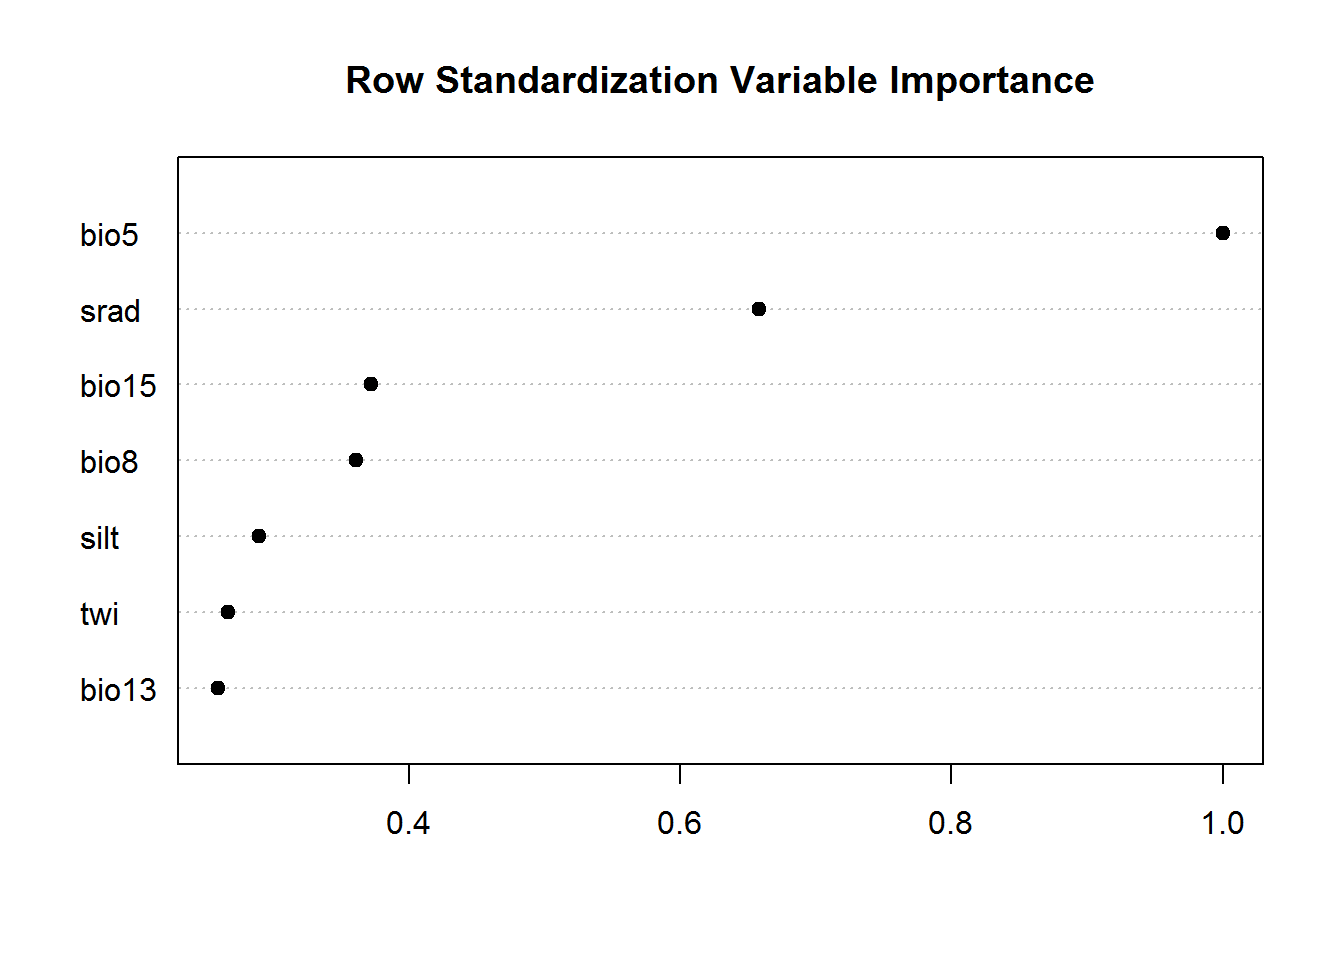 Row Standardization Variable Importance
bio5
srad
bio15
bio8
silt
twi
bio13
0.4 0.6 0.8 1.0